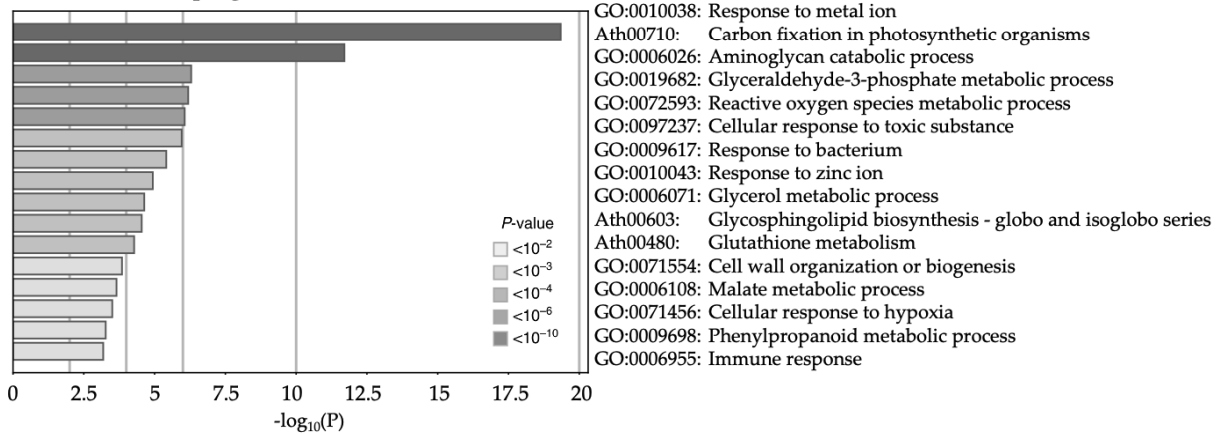 GO:0010038: Response to metal ion
Ath00710: Carbon fixation in photosynthetic organisms
GO:0006026: Aminoglycan catabolic process
GO:0019682: Glyceraldehyde-3-phosphate metabolic process
GO:0072593: Reactive oxygen species metabolic process
GO:0097237: Cellular response to toxic substance
GO:0009617: Response to bacterium
GO:0010043: Response to zinc ion
GO:0006071: Glycerol metabolic process
Ath00603: Glycosphingolipid biosynthesis - globo and isoglobo series
Ath00480: Glutathione metabolism
GO:0071554: Cell wall organization or biogenesis
GO:0006108: Malate metabolic process
GO:0071456: Cellular response to hypoxia
GO:0009698: Phenylpropanoid metabolic process
GO:0006955: Immune response
P-value
<10⁻²
<10⁻³
<10⁻⁴
<10⁻⁶
<10⁻¹⁰
0 2.5 5 7.5 10 12.5 15 17.5 20
-log₁₀(P)